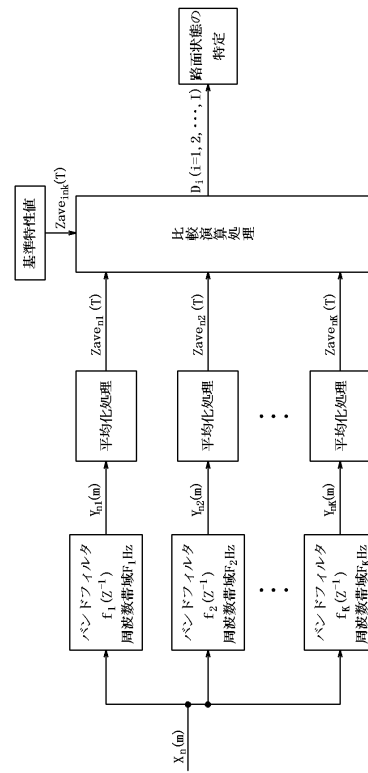 X_n(m)
バンドフィルタ
f_1(Z^-1)
周波数帯域F_1Hz
Y_n1(m)
平均化処理
Zave_n1(T)
バンドフィルタ
f_2(Z^-1)
周波数帯域F_2Hz
Y_n2(m)
平均化処理
Zave_n2(T)
・・・
・・・
バンドフィルタ
f_K(Z^-1)
周波数帯域F_KHz
Y_nK(m)
平均化処理
Zave_nK(T)
基準特性値
Zave_ink(T)
比較演算処理
D_i(i=1,2,・・・,I)
路面状態の
特定